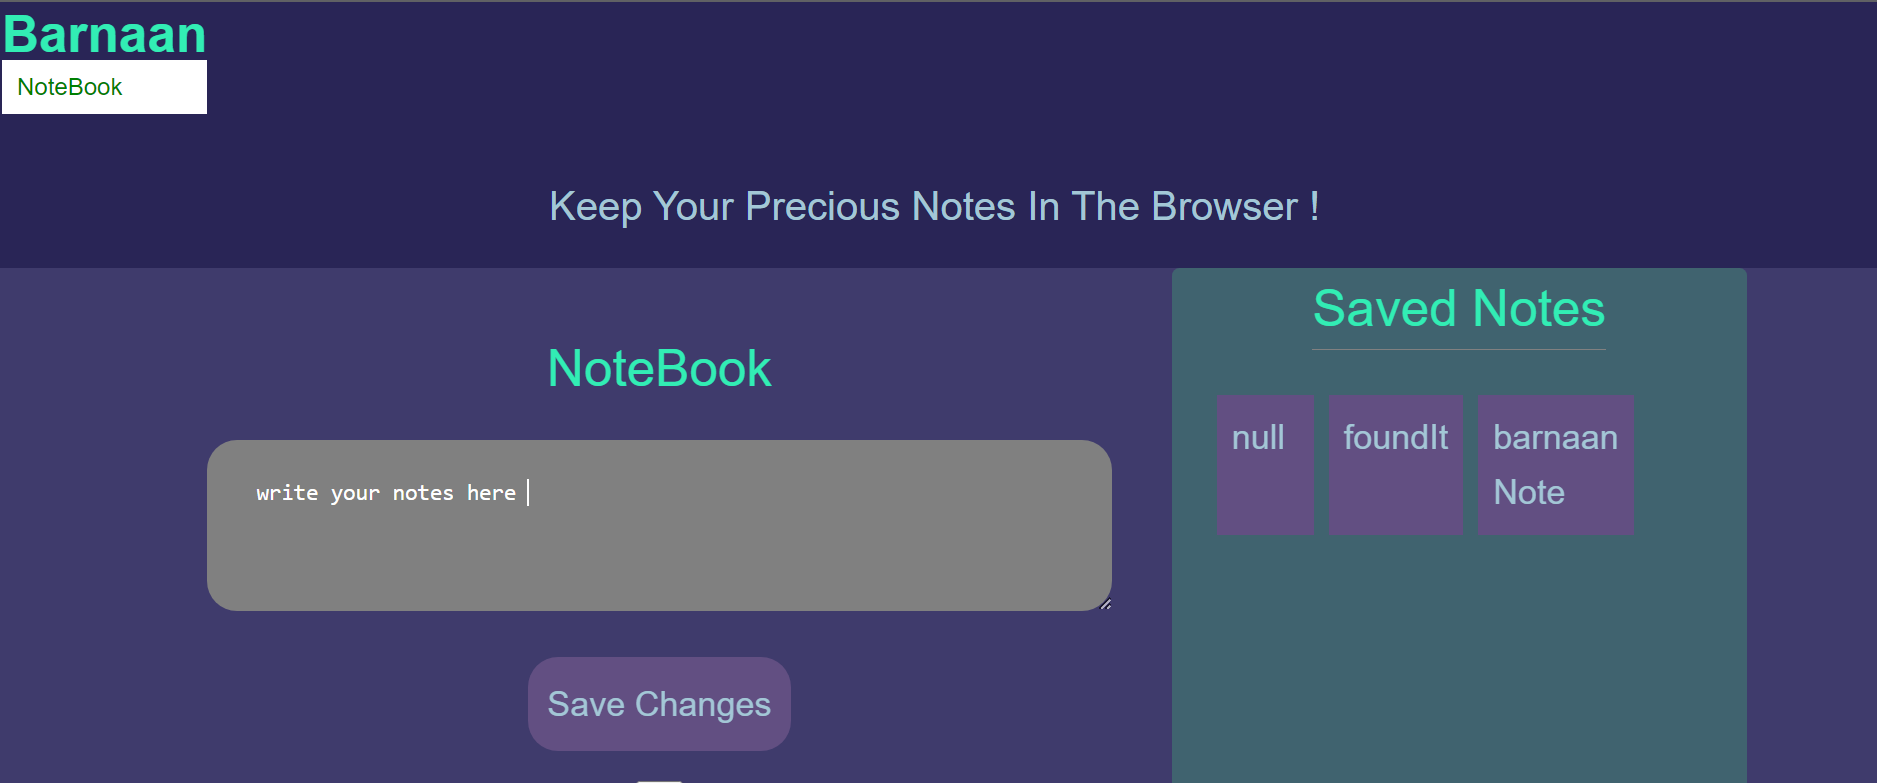 Barnaan
NoteBook
Keep Your Precious Notes In The Browser !
NoteBook
write your notes here
Save Changes
Saved Notes
null
foundIt
barnaan
Note